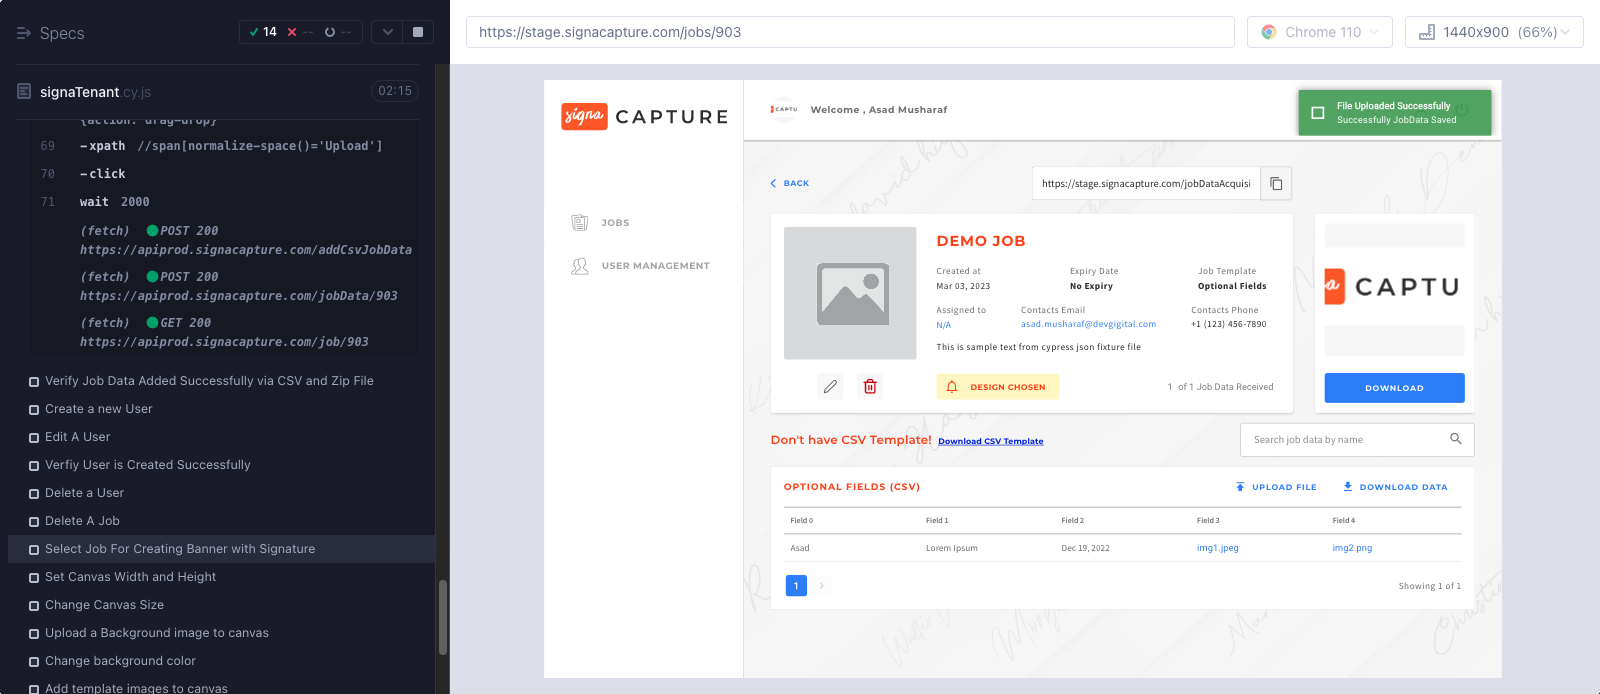 Specs
14
--
--
https://stage.signacapture.com/jobs/903
Chrome 110
1440x900 (66%)
signaTenant.cy.js
02:15
{action: drag-drop}
69 -xpath //span[normalize-space()='Upload']
70 -click
71 wait 2000
(fetch) POST 200
https://apiprod.signacapture.com/addCsvJobData
(fetch) POST 200
https://apiprod.signacapture.com/jobData/903
(fetch) GET 200
https://apiprod.signacapture.com/job/903
Verify Job Data Added Successfully via CSV and Zip File
Create a new User
Edit A User
Verfiy User is Created Successfully
Delete a User
Delete A Job
Select Job For Creating Banner with Signature
Set Canvas Width and Height
Change Canvas Size
Upload a Background image to canvas
Change background color
Add template images to canvas
signa CAPTURE
JOBS
USER MANAGEMENT
CAPTU
Welcome , Asad Musharaf
File Uploaded Successfully
Successfully JobData Saved
BACK
https://stage.signacapture.com/jobDataAcquisi
DEMO JOB
Created at
Expiry Date
Job Template
Mar 03, 2023
No Expiry
Optional Fields
Assigned to
Contacts Email
Contacts Phone
N/A
asad.musharaf@devgigital.com
+1 (123) 456-7890
This is sample text from cypress json fixture file
DESIGN CHOSEN
1 of 1 Job Data Received
a CAPTU
DOWNLOAD
Don't have CSV Template! Download CSV Template
Search job data by name
OPTIONAL FIELDS (CSV)
UPLOAD FILE
DOWNLOAD DATA
Field 0
Field 1
Field 2
Field 3
Field 4
Asad
Lorem Ipsum
Dec 19, 2022
img1.jpeg
img2.png
1
Showing 1 of 1